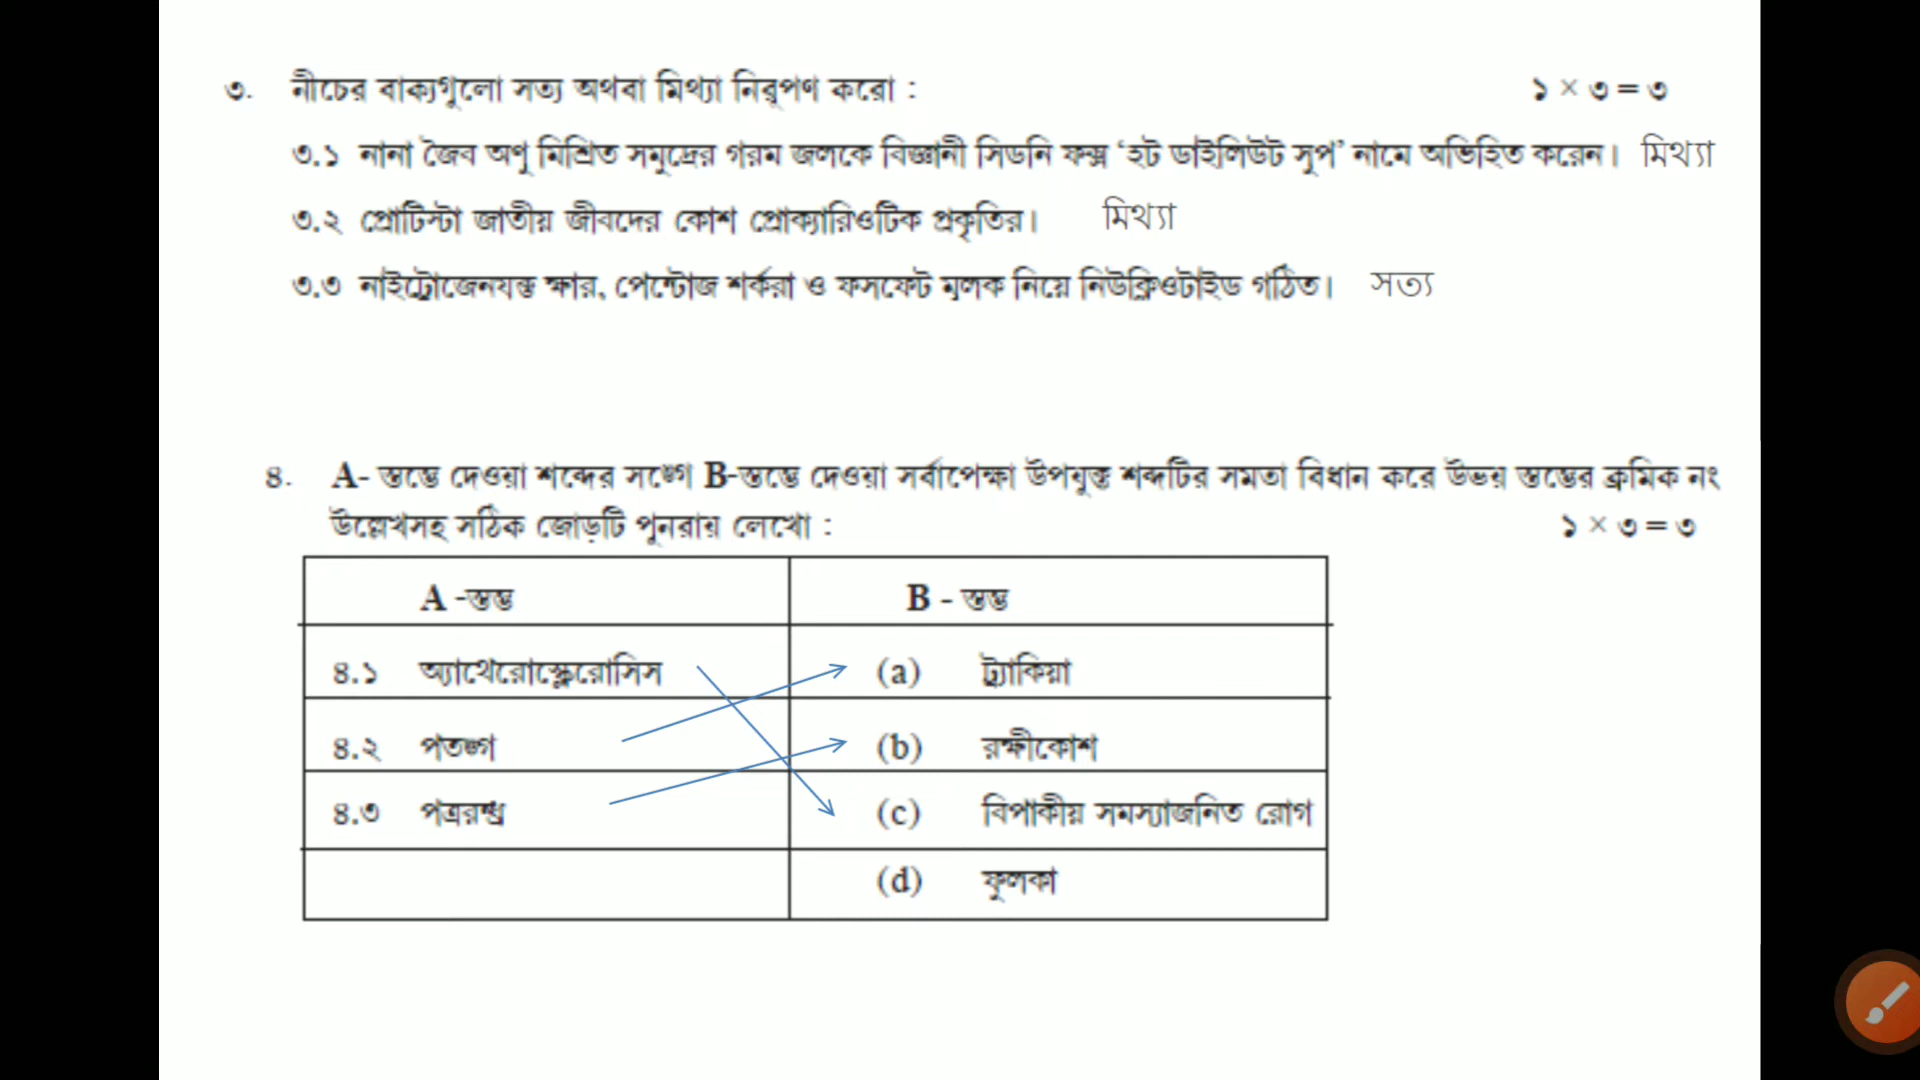 ৩. নীচের বাক্যগুলো সত্য অথবা মিথ্যা নিরূপণ করো : ১ × ৩ = ৩
৩.১ নানা জৈব অণু মিশ্রিত সমুদ্রের গরম জলকে বিজ্ঞানী সিডনি ফক্স ‘হট ডাইলিউট সুপ’ নামে অভিহিত করেন। মিথ্যা
৩.২ প্রোটিস্টা জাতীয় জীবদের কোশ প্রোক্যারিওটিক প্রকৃতির। মিথ্যা
৩.৩ নাইট্রোজেনযুক্ত ক্ষার, পেন্টোজ শর্করা ও ফসফেট মূলক নিয়ে নিউক্লিওটাইড গঠিত। সত্য
৪. A- স্তম্ভে দেওয়া শব্দের সঙ্গে B-স্তম্ভে দেওয়া সর্বাপেক্ষা উপযুক্ত শব্দটির সমতা বিধান করে উভয় স্তম্ভের ক্রমিক নং
উল্লেখসহ সঠিক জোড়টি পুনরায় লেখো : ১ × ৩ = ৩
A -স্তম্ভ B - স্তম্ভ
৪.১ অ্যাথেরোস্ক্লেরোসিস (a) ট্র্যাকিয়া
৪.২ পতঙ্গ (b) রক্ষীকোশ
৪.৩ পত্ররন্ধ্র (c) বিপাকীয় সমস্যাজনিত রোগ
(d) ফুলকা